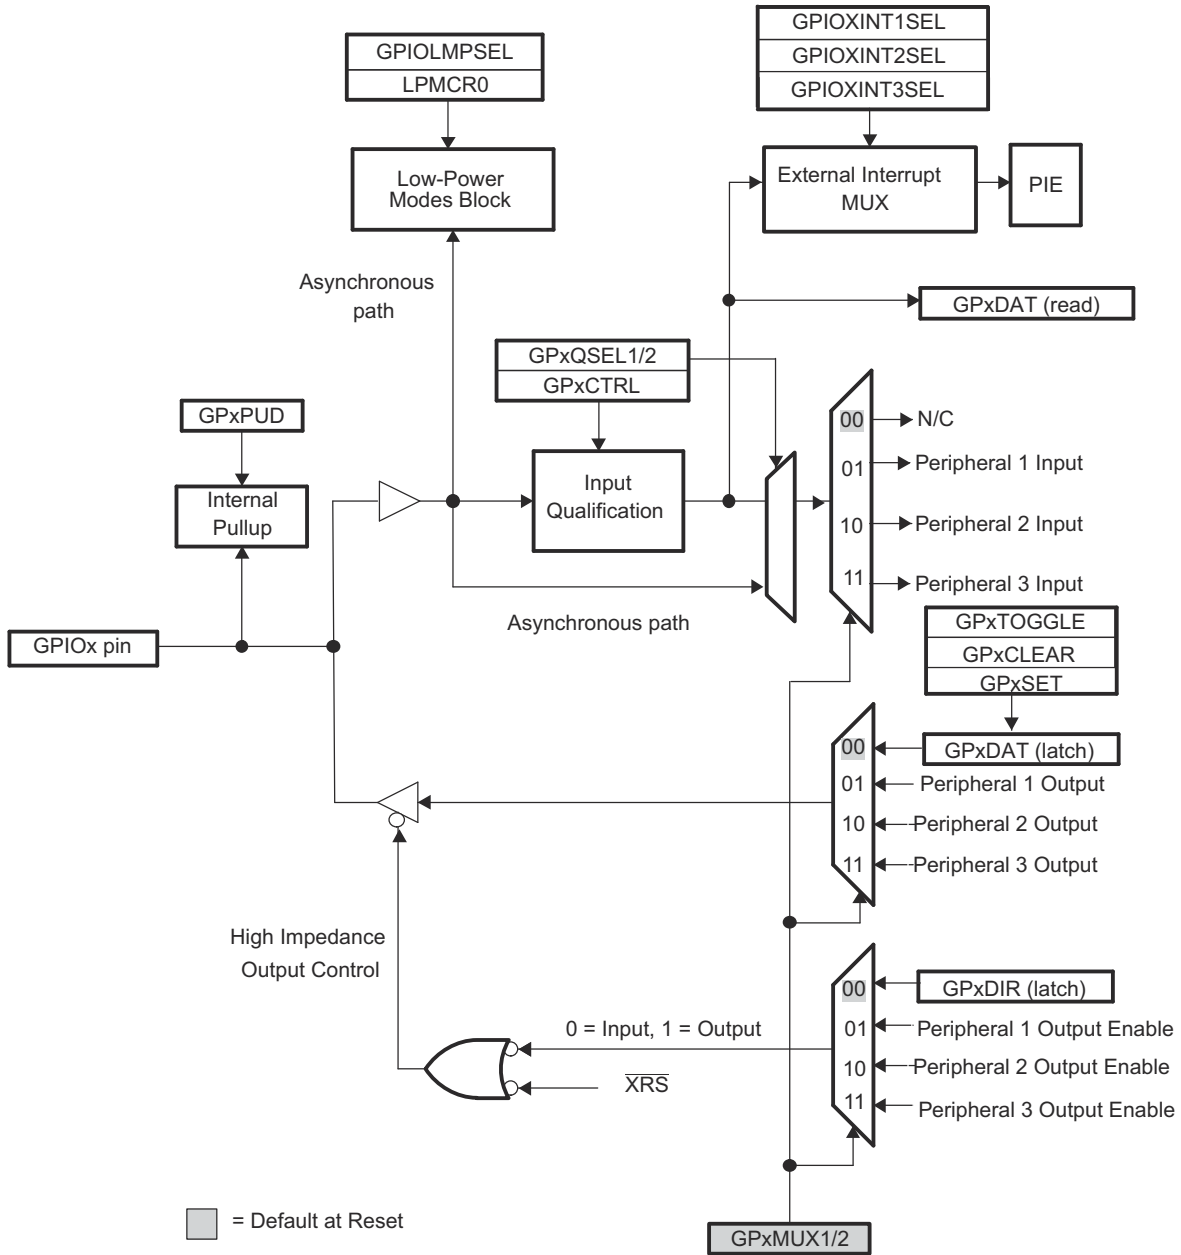 GPIOLMPSEL
LPMCR0
GPIOXINT1SEL
GPIOXINT2SEL
GPIOXINT3SEL
Low-Power
Modes Block
External Interrupt
MUX
PIE
Asynchronous
path
GPxDAT (read)
GPxQSEL1/2
GPxCTRL
GPxPUD
Internal
Pullup
Input
Qualification
00
N/C
01
Peripheral 1 Input
10
Peripheral 2 Input
11
Peripheral 3 Input
Asynchronous path
GPIOx pin
GPxTOGGLE
GPxCLEAR
GPxSET
00
GPxDAT (latch)
01
Peripheral 1 Output
10
Peripheral 2 Output
11
Peripheral 3 Output
High Impedance
Output Control
00
GPxDIR (latch)
0 = Input, 1 = Output
01
Peripheral 1 Output Enable
10
Peripheral 2 Output Enable
XRS
11
Peripheral 3 Output Enable
= Default at Reset
GPxMUX1/2